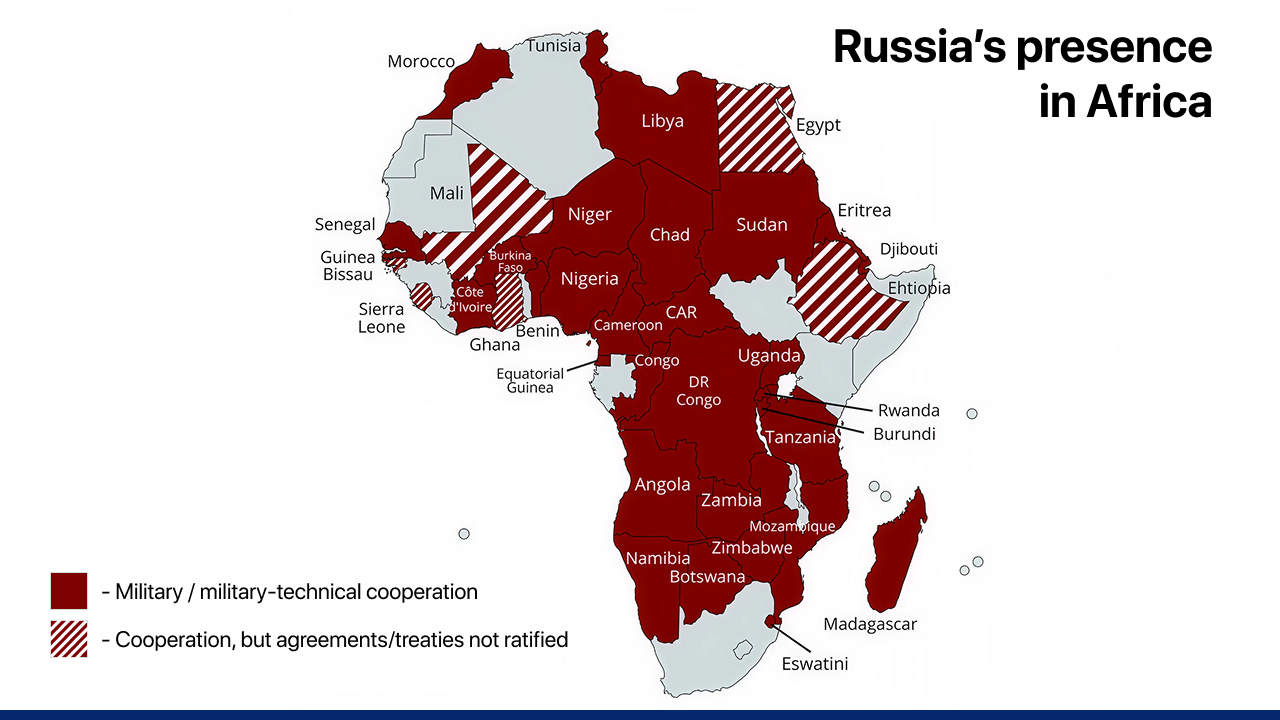 Russia’s presence
in Africa
Tunisia
Morocco
Libya
Egypt
Mali
Niger
Chad
Sudan
Eritrea
Senegal
Djibouti
Guinea
Bissau
Burkina
Faso
Nigeria
Ehtiopia
Côte
d'Ivoire
Sierra
Leone
CAR
Cameroon
Benin
Ghana
Uganda
Congo
Equatorial
Guinea
DR
Congo
Rwanda
Burundi
Tanzania
Angola
Zambia
Mozambique
Zimbabwe
Namibia
Botswana
Madagascar
Eswatini
- Military / military-technical cooperation
- Cooperation, but agreements/treaties not ratified